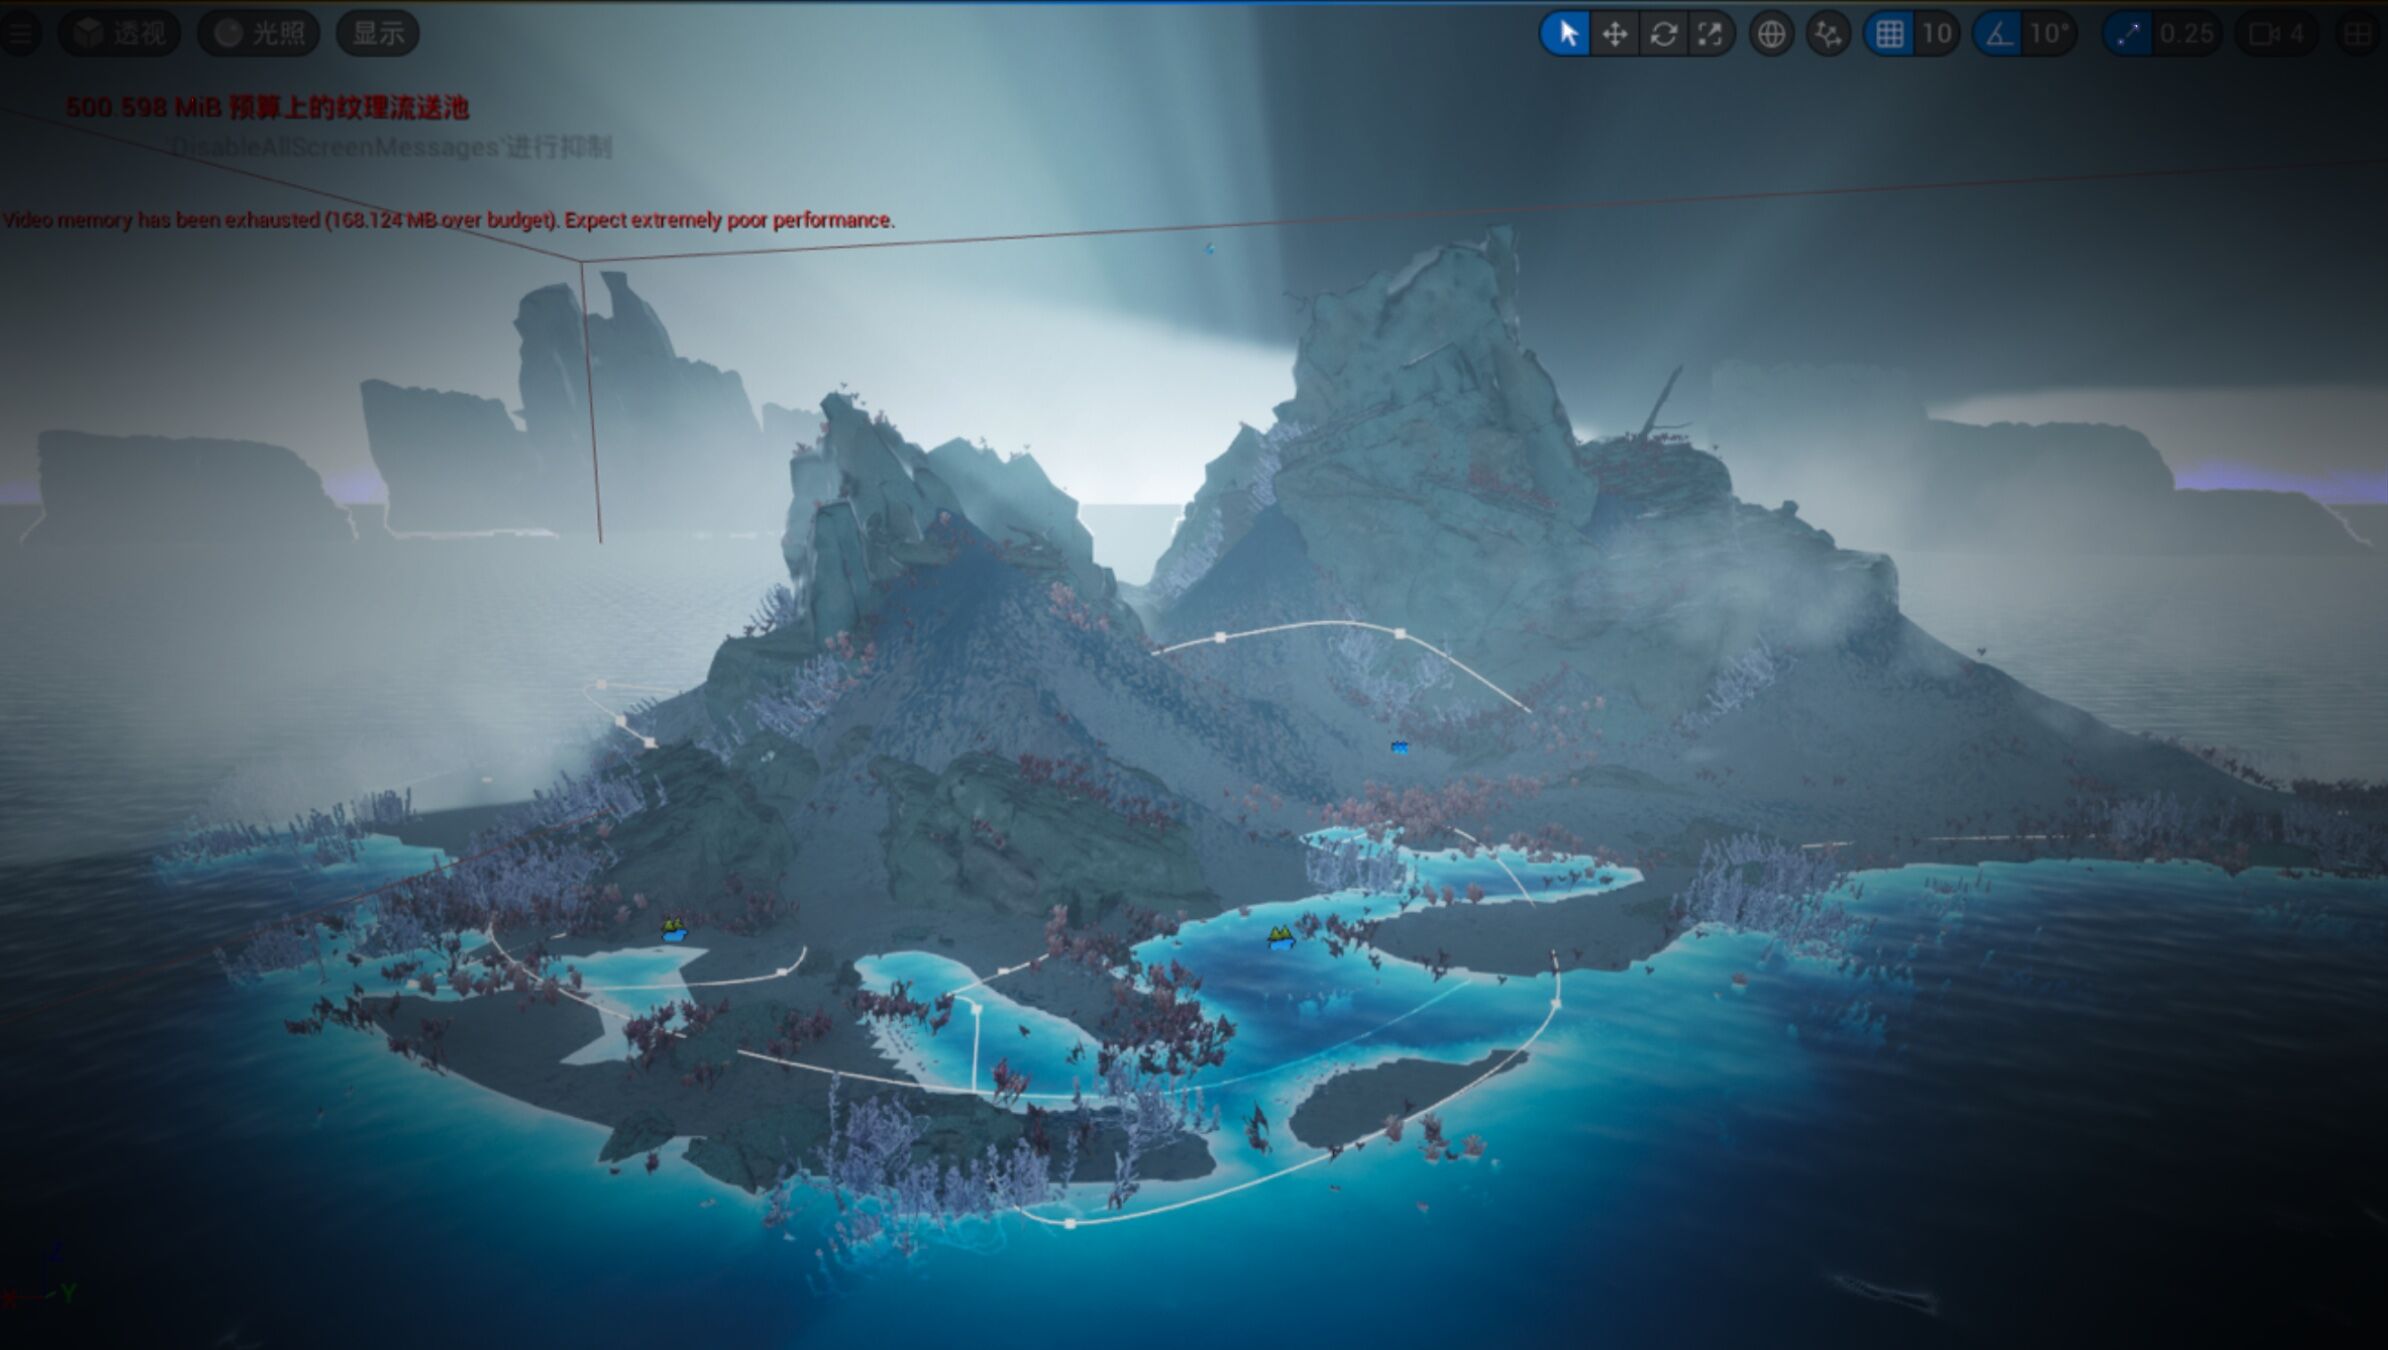 透视 光照 显示 10 10° 0.25 4
500.598 MiB 预算上的纹理流送池
'DisableAllScreenMessages'进行抑制
Video memory has been exhausted (168.124 MB over budget). Expect extremely poor performance.
Z
X Y